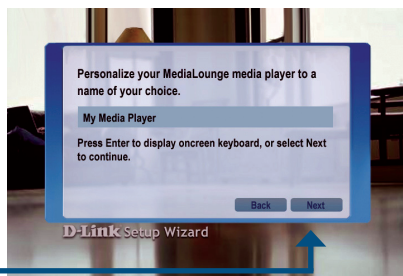 Personalize your MediaLounge media player to a
name of your choice.
My Media Player
Press Enter to display oncreen keyboard, or select Next
to continue.
Back Next
D-Link Setup Wizard